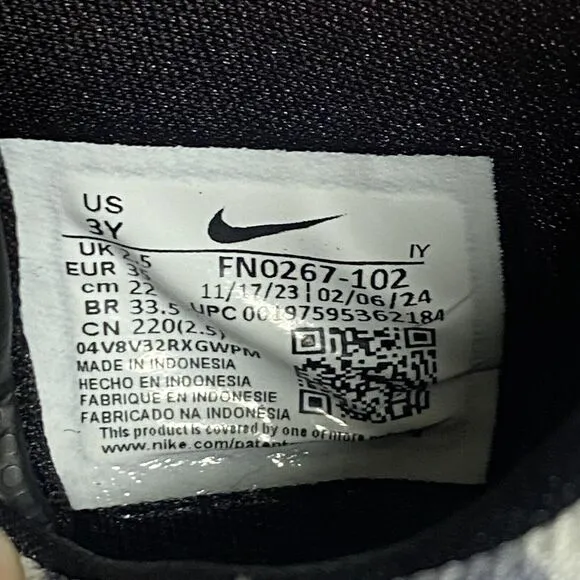 US
3Y
IY
UK 2.5
EUR
FN0267-102
cm 22
11/17/23 | 02/06/24
BR 33.5
UPC 00197595362184
CN 220(2.5)
04V8V32RXGWPM
MADE IN INDONESIA
HECHO EN INDONESIA
FABRIQUE EN INDONESIE
FABRICADO NA INDONESIA
This product is covered by one of more
www.nike.com/patent